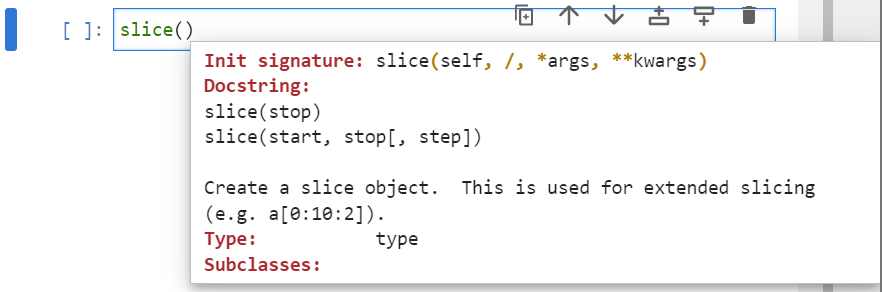 [ ]: slice()
Init signature: slice(self, /, *args, **kwargs)
Docstring:
slice(stop)
slice(start, stop[, step])
Create a slice object.  This is used for extended slicing
(e.g. a[0:10:2]).
Type:           type
Subclasses: